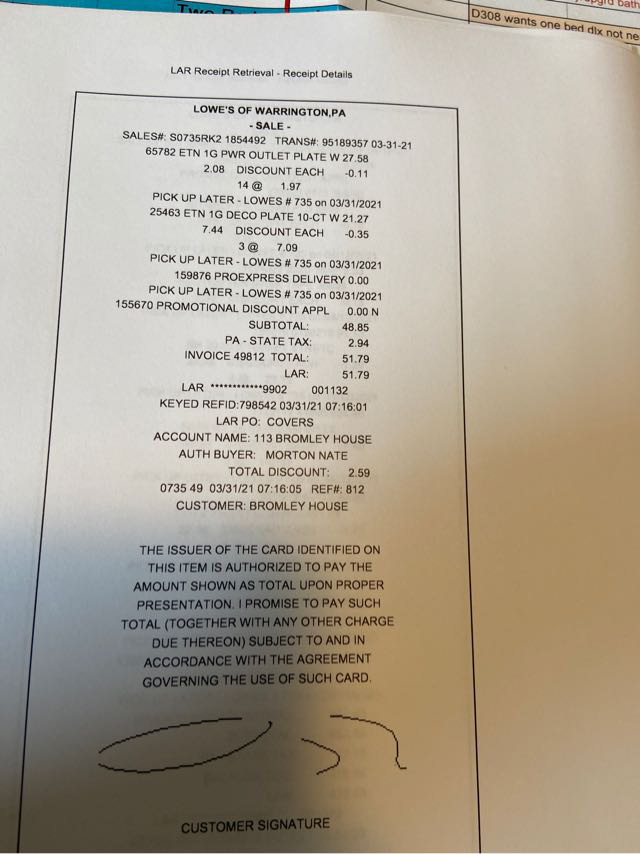 D308 wants one bed dlx not ne
LAR Receipt Retrieval - Receipt Details
LOWE'S OF WARRINGTON,PA
- SALE -
SALES#: S0735RK2 1854492 TRANS#: 95189357 03-31-21
65782 ETN 1G PWR OUTLET PLATE W 27.58
2.08 DISCOUNT EACH -0.11
14 @ 1.97
PICK UP LATER - LOWES # 735 on 03/31/2021
25463 ETN 1G DECO PLATE 10-CT W 21.27
7.44 DISCOUNT EACH -0.35
3 @ 7.09
PICK UP LATER - LOWES # 735 on 03/31/2021
159876 PROEXPRESS DELIVERY 0.00
PICK UP LATER - LOWES # 735 on 03/31/2021
155670 PROMOTIONAL DISCOUNT APPL 0.00 N
SUBTOTAL: 48.85
PA - STATE TAX: 2.94
INVOICE 49812 TOTAL: 51.79
LAR: 51.79
LAR ************9902 001132
KEYED REFID:798542 03/31/21 07:16:01
LAR PO: COVERS
ACCOUNT NAME: 113 BROMLEY HOUSE
AUTH BUYER: MORTON NATE
TOTAL DISCOUNT: 2.59
0735 49 03/31/21 07:16:05 REF#: 812
CUSTOMER: BROMLEY HOUSE
THE ISSUER OF THE CARD IDENTIFIED ON
THIS ITEM IS AUTHORIZED TO PAY THE
AMOUNT SHOWN AS TOTAL UPON PROPER
PRESENTATION. I PROMISE TO PAY SUCH
TOTAL (TOGETHER WITH ANY OTHER CHARGE
DUE THEREON) SUBJECT TO AND IN
ACCORDANCE WITH THE AGREEMENT
GOVERNING THE USE OF SUCH CARD.
CUSTOMER SIGNATURE